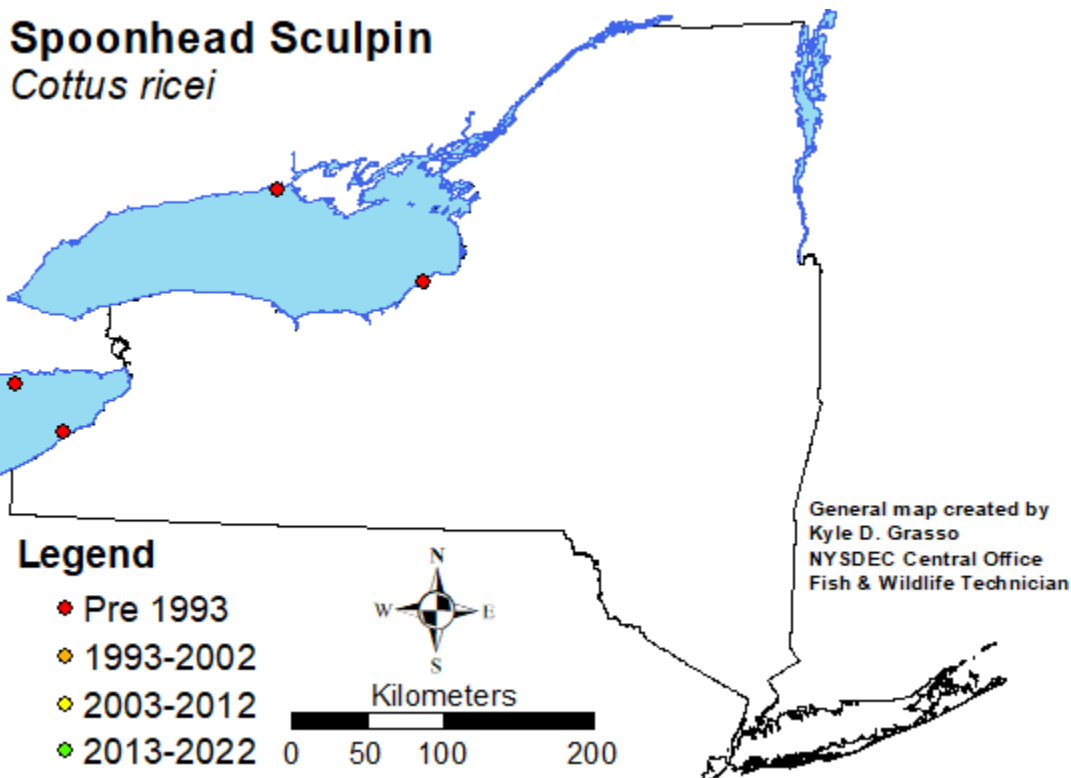 Spoonhead Sculpin
Cottus ricei
General map created by
Kyle D. Grasso
NYSDEC Central Office
Fish & Wildlife Technician
Legend
Pre 1993
1993-2002
2003-2012
2013-2022
N
W E
S
Kilometers
0 50 100 200